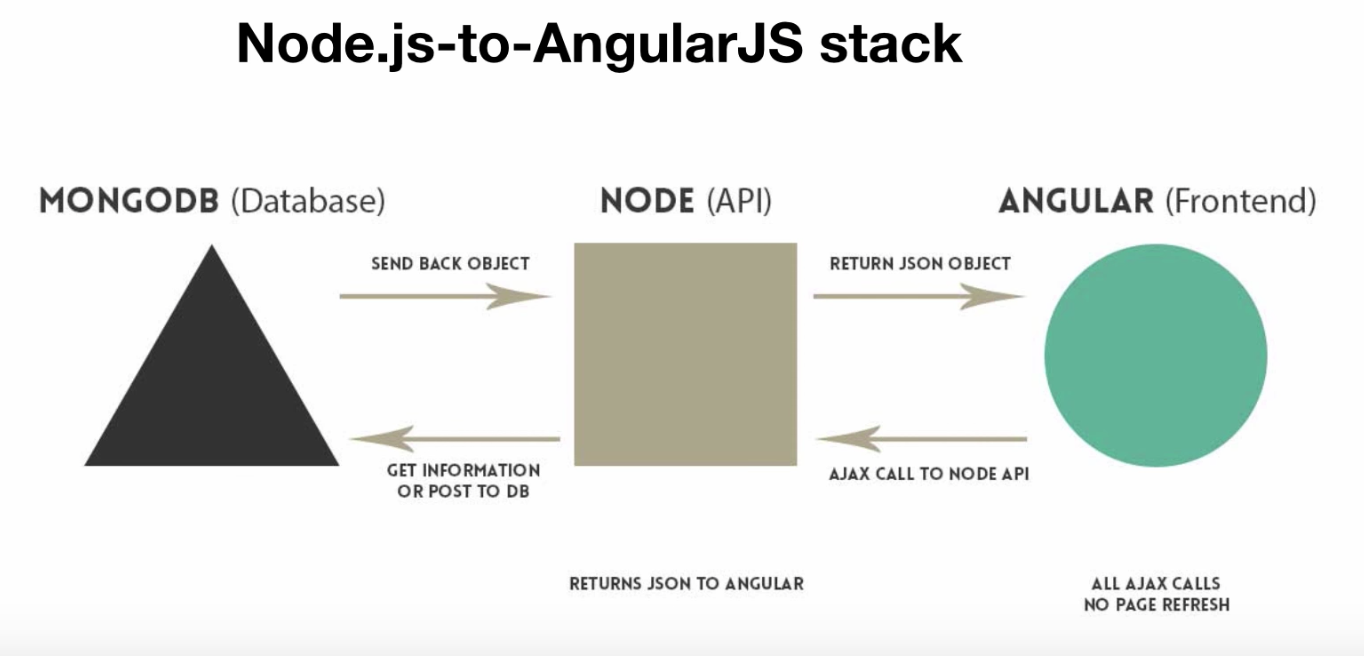 Node.js-to-AngularJS stack
MONGODB (Database)
NODE (API)
ANGULAR (Frontend)
SEND BACK OBJECT
RETURN JSON OBJECT
GET INFORMATION
OR POST TO DB
AJAX CALL TO NODE API
RETURNS JSON TO ANGULAR
ALL AJAX CALLS
NO PAGE REFRESH